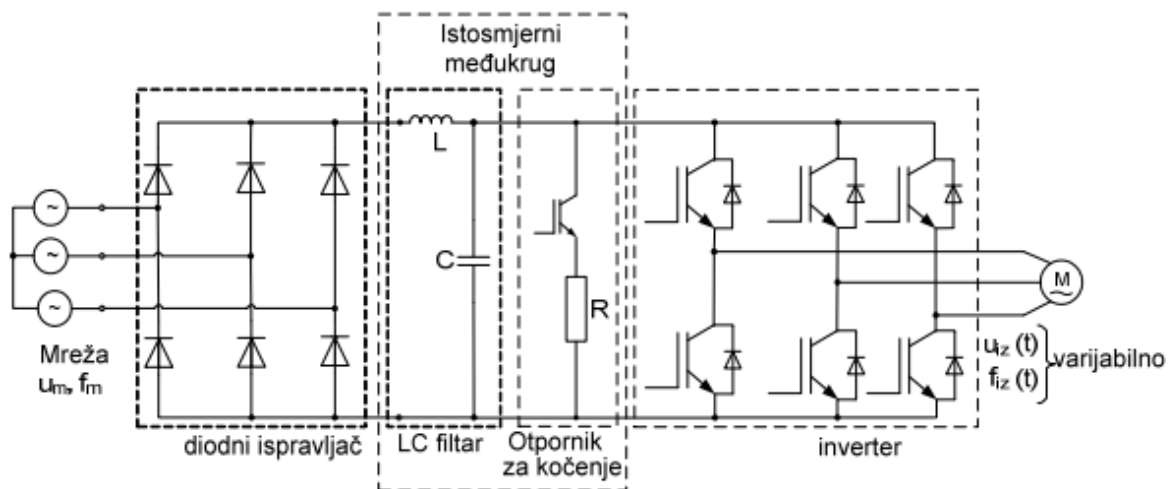 Istosmjerni
međukrug
L
C
R
~
~
~
Mreža
um, fm
M
~
uiz (t)
fiz (t)
varijabilno
diodni ispravljač
LC filtar
Otpornik
za kočenje
inverter